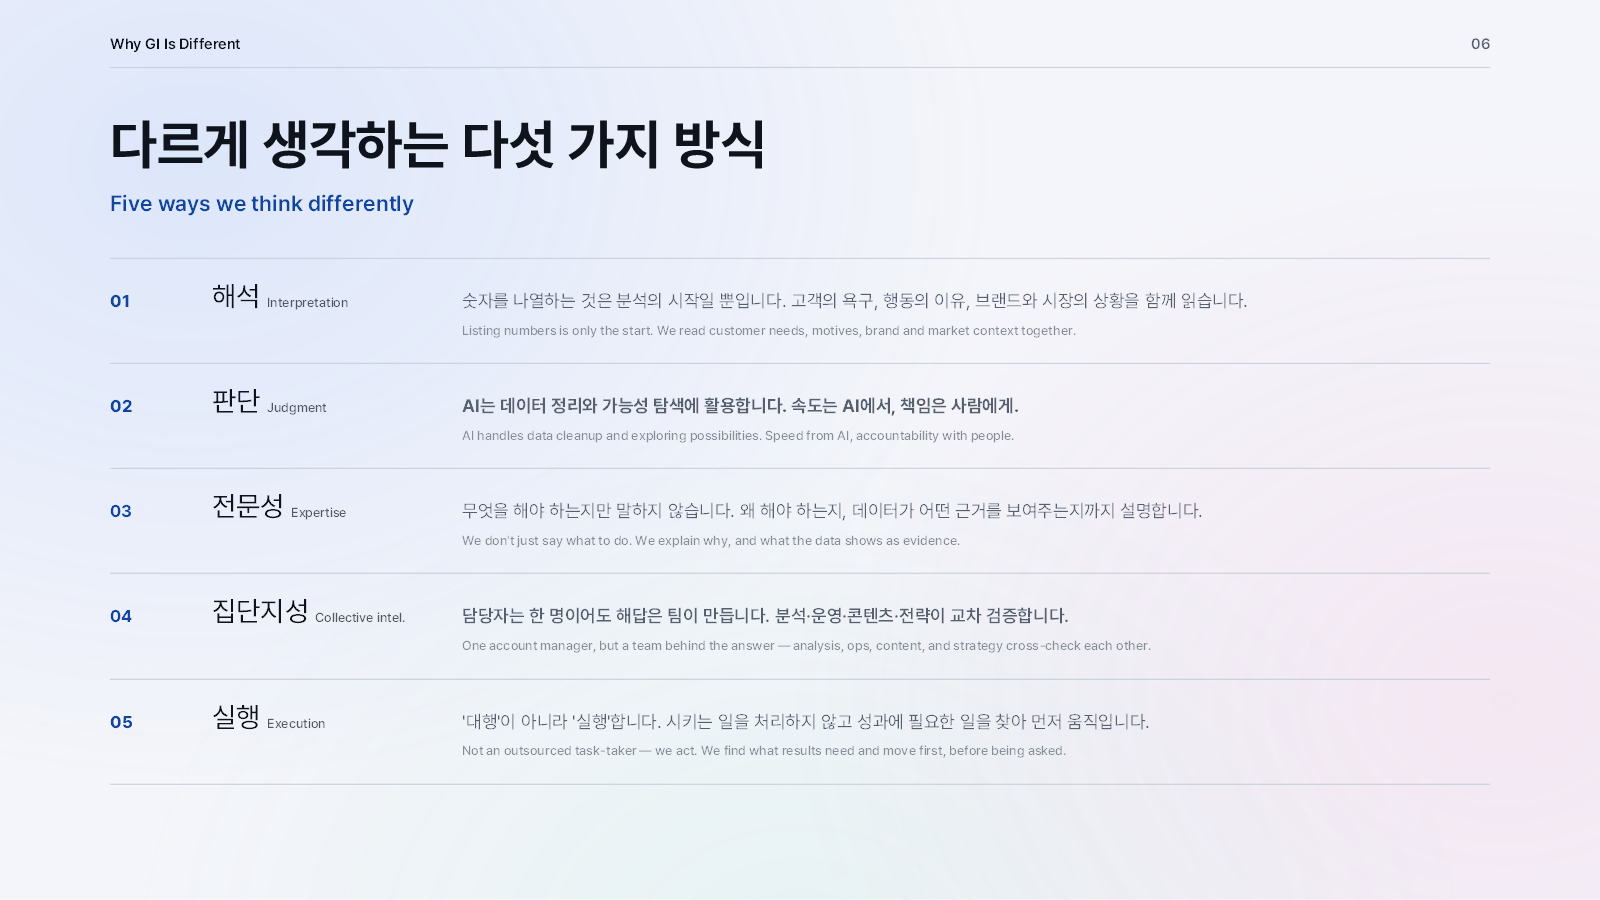 Why GI Is Different
06
다르게 생각하는 다섯 가지 방식
Five ways we think differently
01
해석 Interpretation
숫자를 나열하는 것은 분석의 시작일 뿐입니다. 고객의 욕구, 행동의 이유, 브랜드와 시장의 상황을 함께 읽습니다.
Listing numbers is only the start. We read customer needs, motives, brand and market context together.
02
판단 Judgment
AI는 데이터 정리와 가능성 탐색에 활용합니다. 속도는 AI에서, 책임은 사람에게.
AI handles data cleanup and exploring possibilities. Speed from AI, accountability with people.
03
전문성 Expertise
무엇을 해야 하는지만 말하지 않습니다. 왜 해야 하는지, 데이터가 어떤 근거를 보여주는지까지 설명합니다.
We don't just say what to do. We explain why, and what the data shows as evidence.
04
집단지성 Collective intel.
담당자는 한 명이어도 해답은 팀이 만듭니다. 분석·운영·콘텐츠·전략이 교차 검증합니다.
One account manager, but a team behind the answer — analysis, ops, content, and strategy cross-check each other.
05
실행 Execution
'대행'이 아니라 '실행'합니다. 시키는 일을 처리하지 않고 성과에 필요한 일을 찾아 먼저 움직입니다.
Not an outsourced task-taker — we act. We find what results need and move first, before being asked.